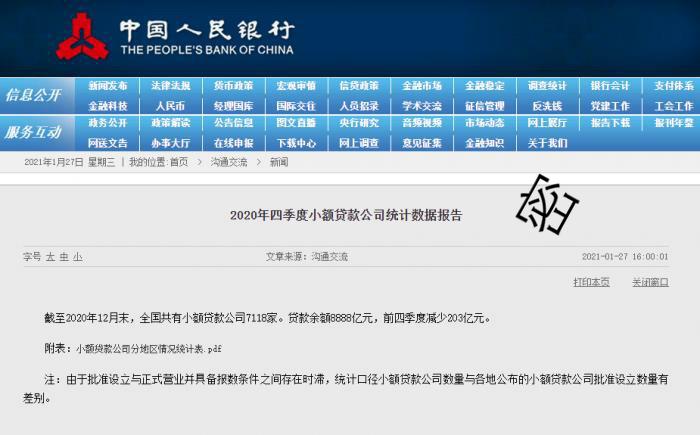 中国人民银行
THE PEOPLE'S BANK OF CHINA
信息公开 新闻发布 法律法规 货币政策 宏观审慎 信贷政策 金融市场 金融稳定 调查统计 银行会计 支付体系
金融科技 人民币 经理国库 国际交往 人员招录 学术交流 征信管理 反洗钱 党建工作 工会工作
服务互动 政务公开 政策解读 公告信息 图文直播 央行研究 音频视频 市场动态 网上展厅 报告下载 报刊年鉴
网送文告 办事大厅 在线申报 下载中心 网上调查 意见征集 金融知识 关于我们
2021年1月27日 星期三 | 我的位置:首页 > 沟通交流 > 新闻
2020年四季度小额贷款公司统计数据报告
字号 大 中 小 文章来源：沟通交流 2021-01-27 16:00:01
打印本页 关闭窗口
截至2020年12月末，全国共有小额贷款公司7118家。贷款余额8888亿元，前四季度减少203亿元。
附表：小额贷款公司分地区情况统计表.pdf
注：由于批准设立与正式营业并具备报数条件之间存在时滞，统计口径小额贷款公司数量与各地公布的小额贷款公司批准设立数量有
差别。